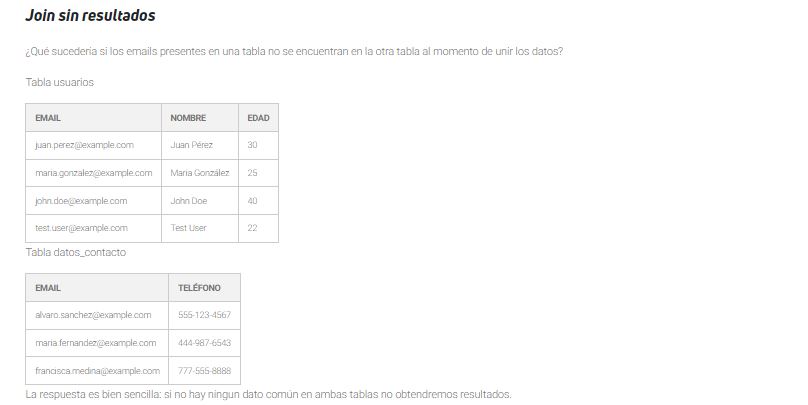 Join sin resultados
¿Qué sucedería si los emails presentes en una tabla no se encuentran en la otra tabla al momento de unir los datos?
Tabla usuarios
EMAIL NOMBRE EDAD
juan.perez@example.com Juan Pérez 30
maria.gonzalez@example.com María González 25
john.doe@example.com John Doe 40
test.user@example.com Test User 22
Tabla datos_contacto
EMAIL TELÉFONO
alvaro.sanchez@example.com 555-123-4567
maria.fernandez@example.com 444-987-6543
francisca.medina@example.com 777-555-8888
La respuesta es bien sencilla: si no hay ningun dato común en ambas tablas no obtendremos resultados.